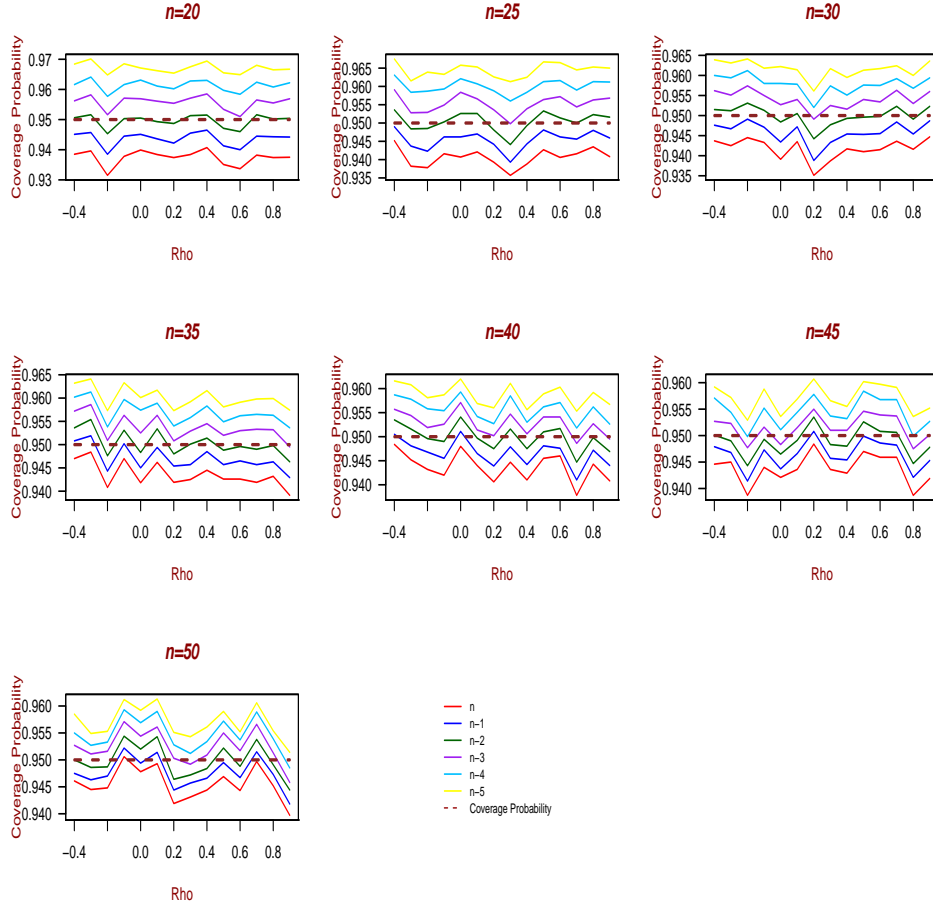 n=20
Coverage Probability
0.97
0.96
0.95
0.94
0.93
−0.4 0.0 0.2 0.4 0.6 0.8
Rho
n=25
Coverage Probability
0.965
0.960
0.955
0.950
0.945
0.940
0.935
−0.4 0.0 0.2 0.4 0.6 0.8
Rho
n=30
Coverage Probability
0.965
0.960
0.955
0.950
0.945
0.940
0.935
−0.4 0.0 0.2 0.4 0.6 0.8
Rho
n=35
Coverage Probability
0.965
0.960
0.955
0.950
0.945
0.940
−0.4 0.0 0.2 0.4 0.6 0.8
Rho
n=40
Coverage Probability
0.960
0.955
0.950
0.945
0.940
−0.4 0.0 0.2 0.4 0.6 0.8
Rho
n=45
Coverage Probability
0.960
0.955
0.950
0.945
0.940
−0.4 0.0 0.2 0.4 0.6 0.8
Rho
n=50
Coverage Probability
0.960
0.955
0.950
0.945
0.940
−0.4 0.0 0.2 0.4 0.6 0.8
Rho
n
n−1
n−2
n−3
n−4
n−5
Coverage Probability